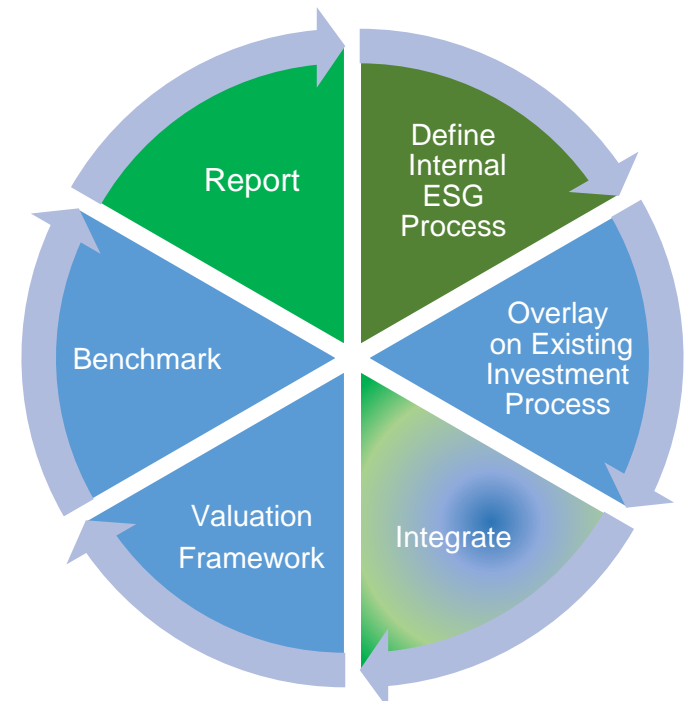 Define
Internal
ESG
Process
Overlay
on Existing
Investment
Process
Integrate
Valuation
Framework
Benchmark
Report